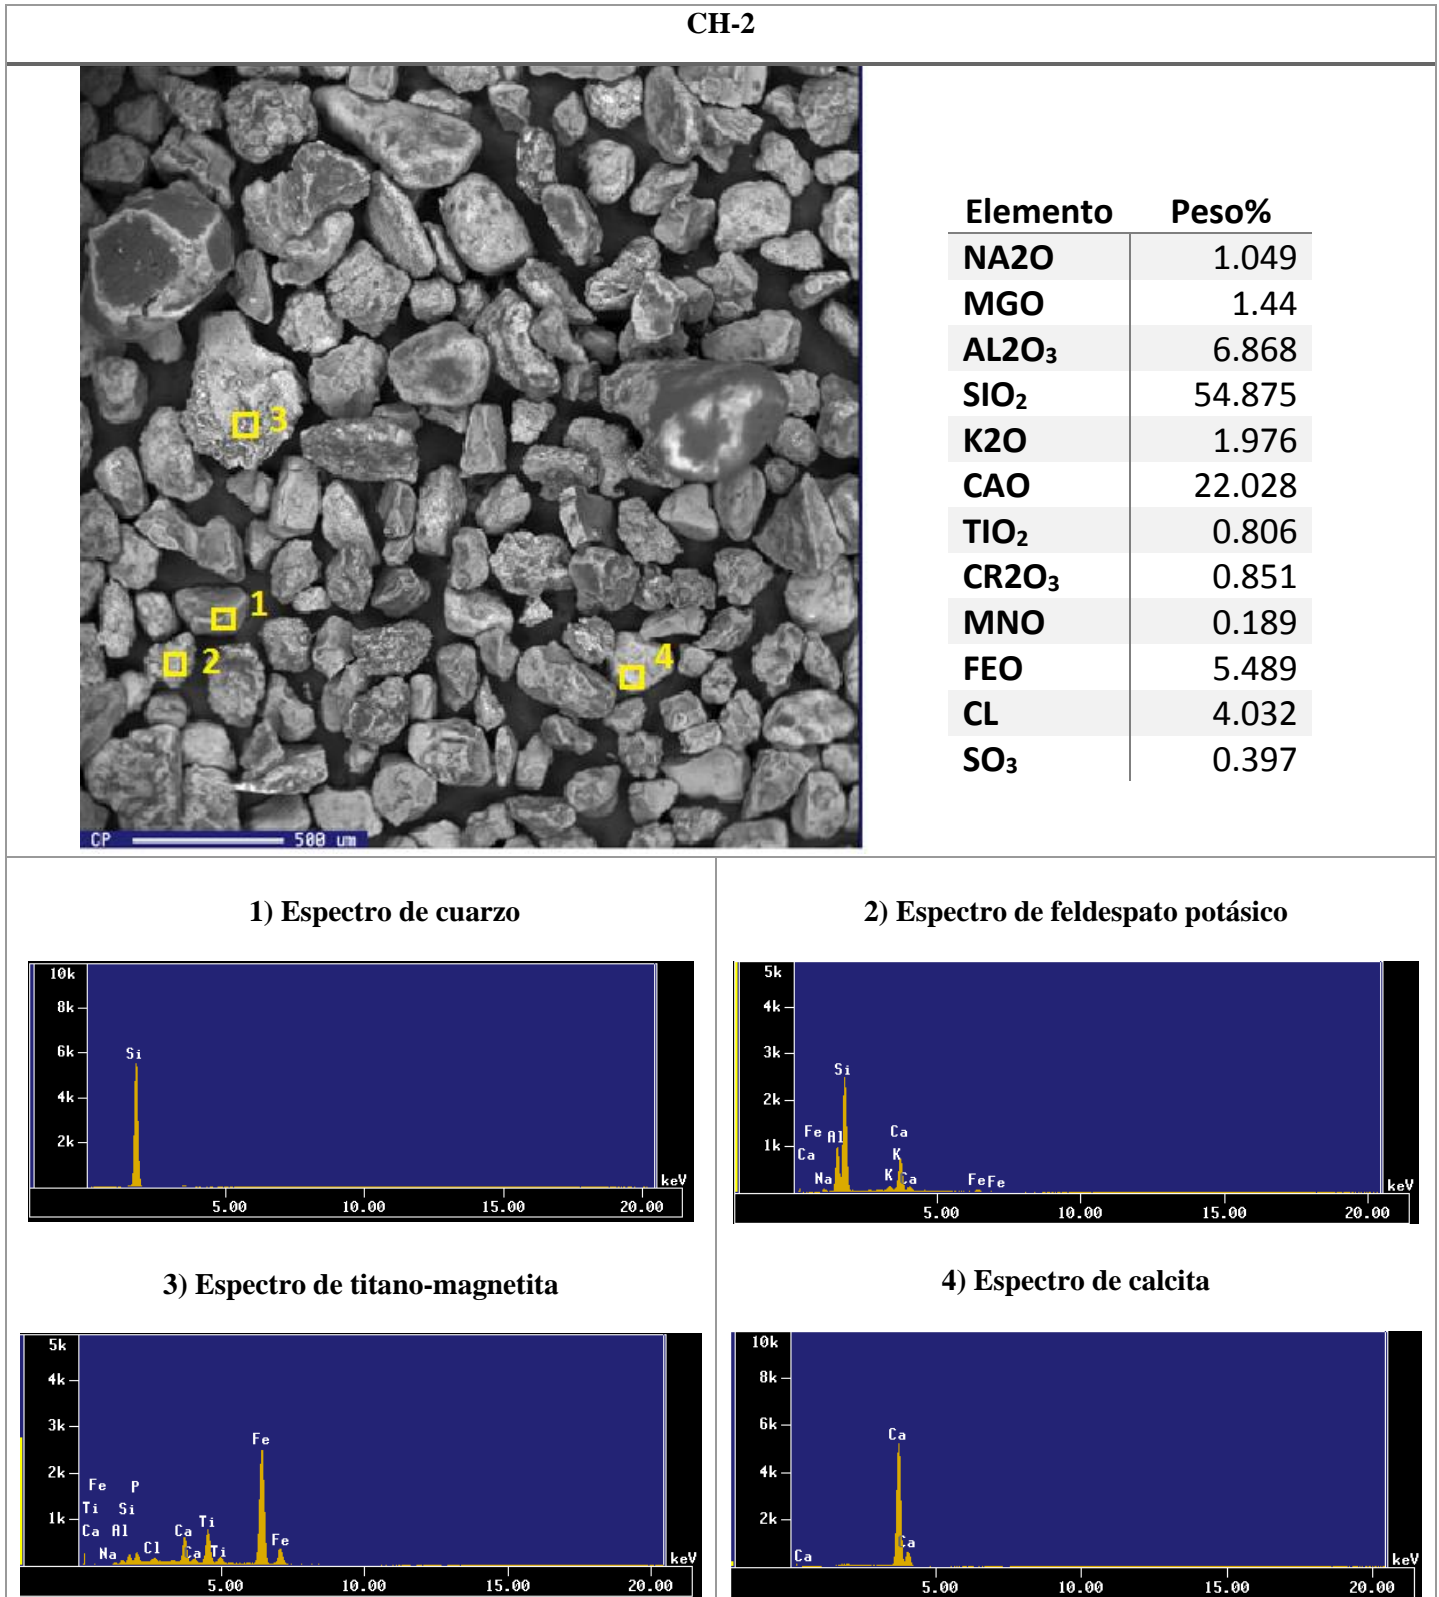 CH-2
3
1
2
4
CP 500 um
Elemento Peso%
NA2O 1.049
MGO 1.44
AL2O₃ 6.868
SIO₂ 54.875
K2O 1.976
CAO 22.028
TIO₂ 0.806
CR2O₃ 0.851
MNO 0.189
FEO 5.489
CL 4.032
SO₃ 0.397
1) Espectro de cuarzo
10k
8k
6k
4k
2k
Si
5.00 10.00 15.00 20.00
keV
2) Espectro de feldespato potásico
5k
4k
3k
2k
1k
Si
Fe Al Ca
Ca K
Na K Ca Fe Fe
5.00 10.00 15.00 20.00
keV
3) Espectro de titano-magnetita
5k
4k
3k
2k
1k
Fe
Fe P
Ti Si Ti
Ca Al Ca
Na Cl Ca Ti Fe
5.00 10.00 15.00 20.00
keV
4) Espectro de calcita
10k
8k
6k
4k
2k
Ca
Ca
Ca
5.00 10.00 15.00 20.00
keV